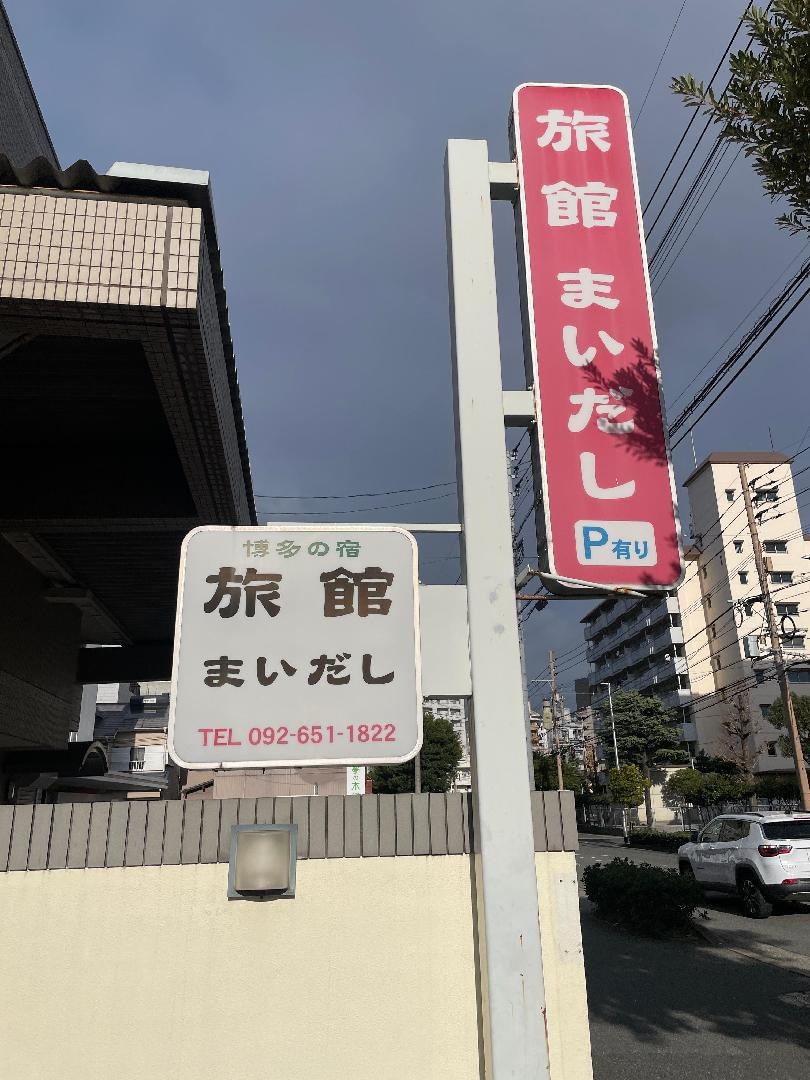 旅館まいだし
P有り
博多の宿
旅館
まいだし
TEL 092-651-1822